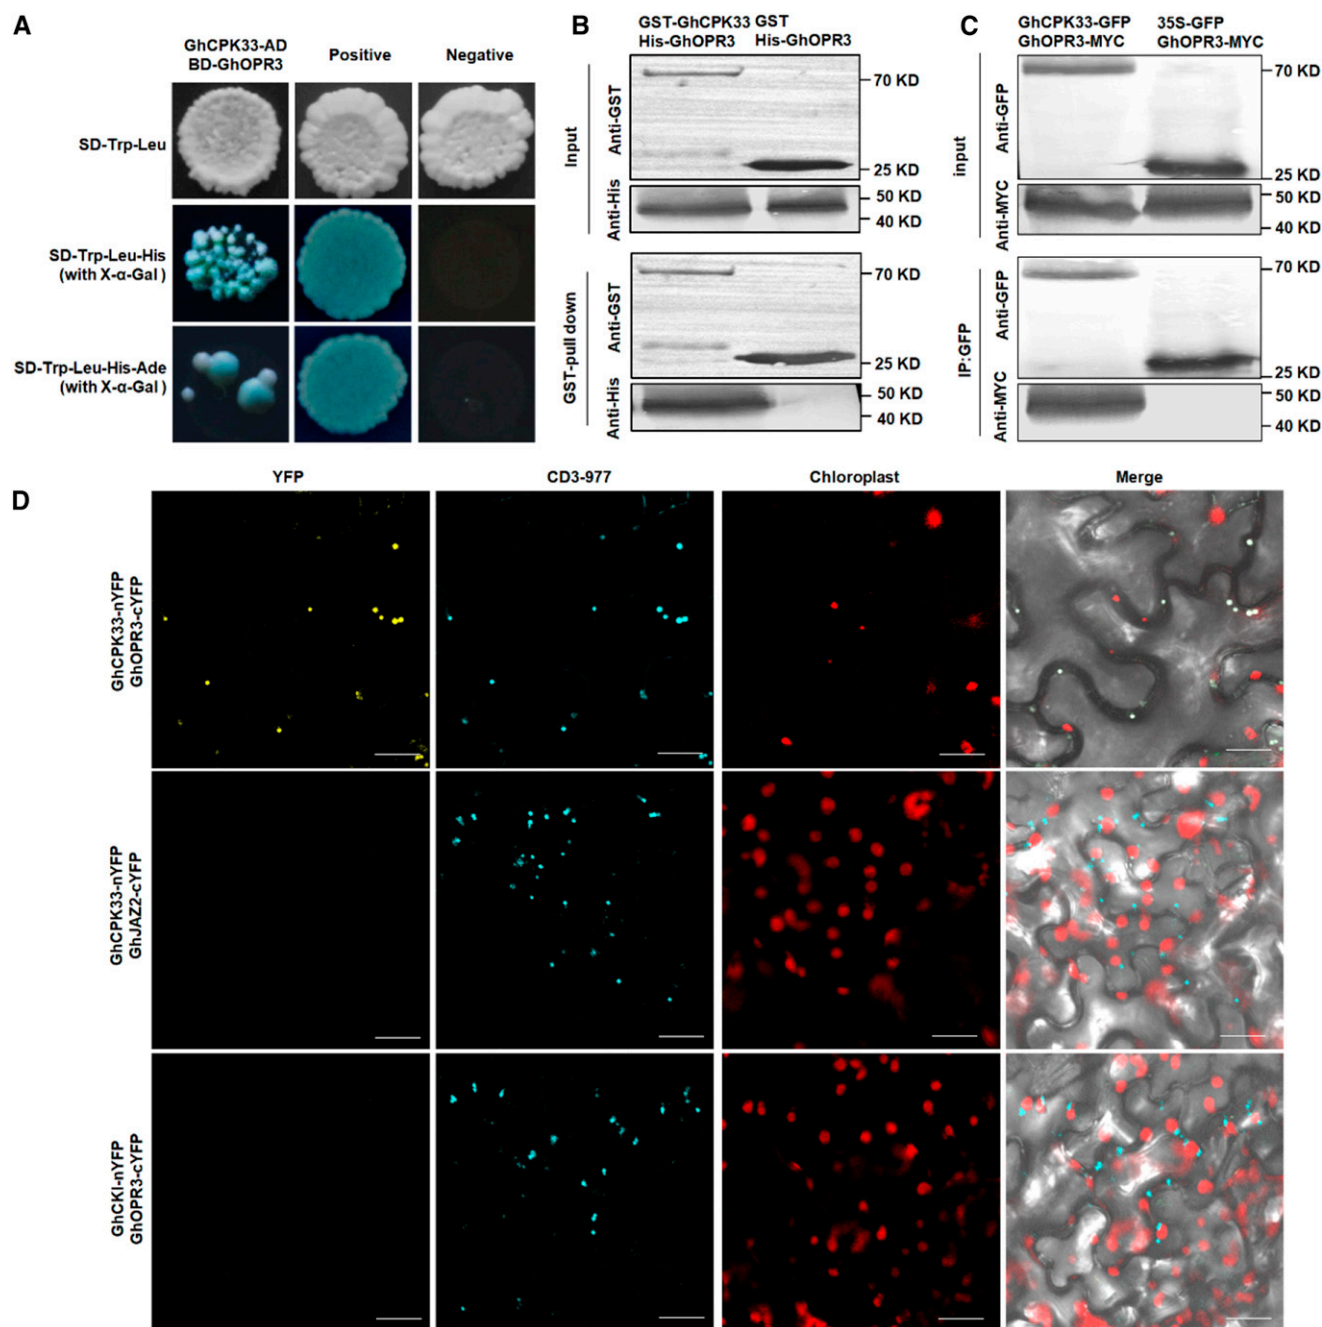 A
GhCPK33-AD
BD-GhOPR3
Positive
Negative
SD-Trp-Leu
SD-Trp-Leu-His
(with X-α-Gal )
SD-Trp-Leu-His-Ade
(with X-α-Gal )
B
GST-GhCPK33 GST
His-GhOPR3 His-GhOPR3
Input
Anti-GST
70 KD
25 KD
Anti-His
50 KD
40 KD
GST-pull down
Anti-GST
70 KD
25 KD
Anti-His
50 KD
40 KD
C
GhCPK33-GFP 35S-GFP
GhOPR3-MYC GhOPR3-MYC
input
Anti-GFP
70 KD
25 KD
Anti-MYC
50 KD
40 KD
IP:GFP
Anti-GFP
70 KD
25 KD
Anti-MYC
50 KD
40 KD
D
YFP
CD3-977
Chloroplast
Merge
GhCPK33-nYFP
GhOPR3-cYFP
GhCPK33-nYFP
GhJAZ2-cYFP
GhCKI-nYFP
GhOPR3-cYFP